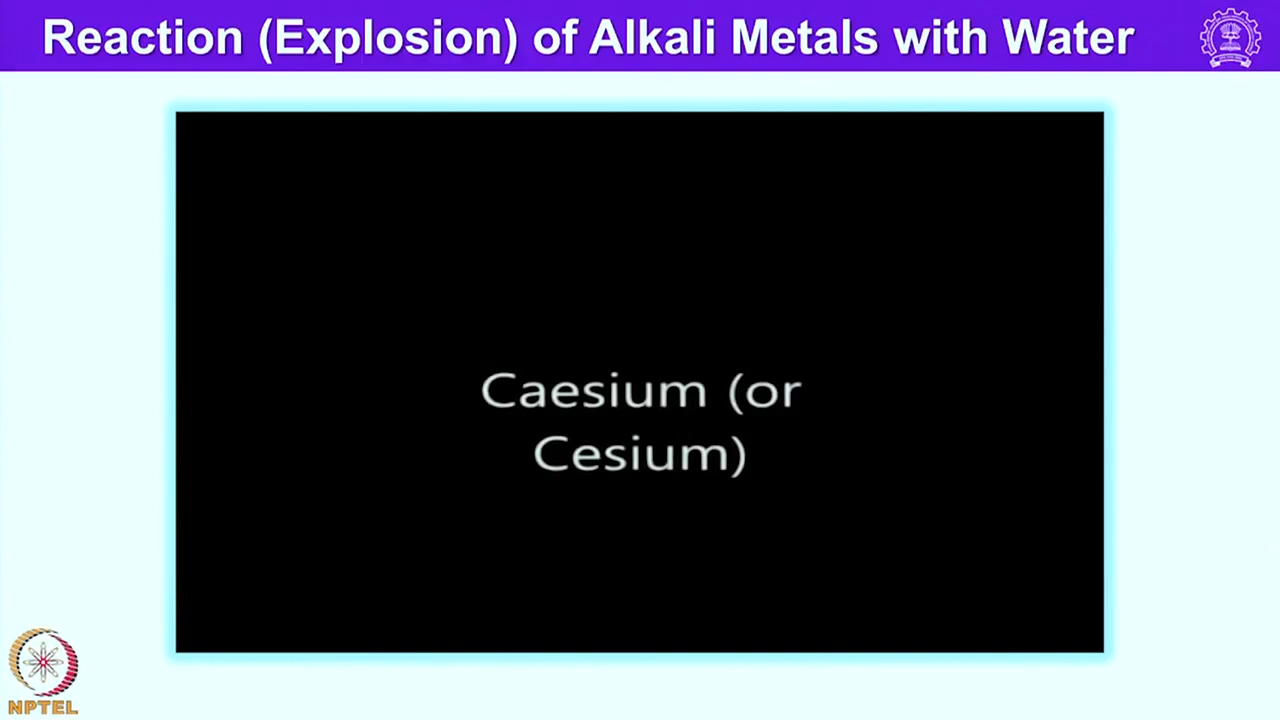 Reaction (Explosion) of Alkali Metals with Water
Caesium (or
Cesium)
NPTEL